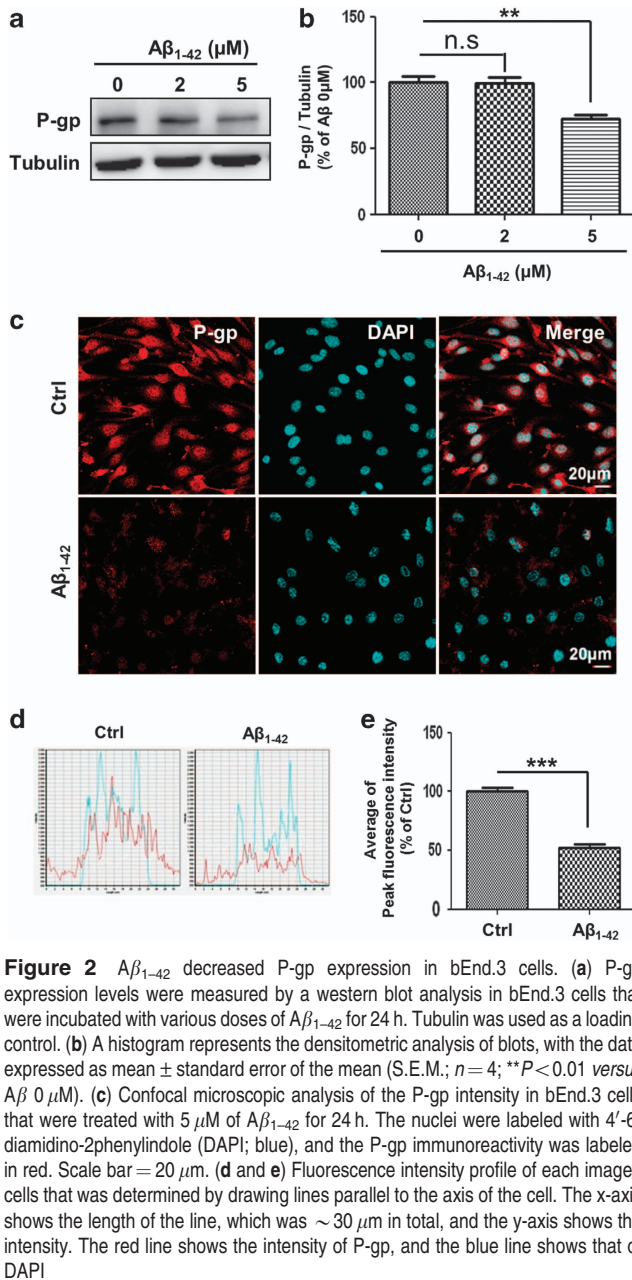 a
Aβ1-42 (µM)
0 2 5
P-gp
Tubulin
b
P-gp / Tubulin
(% of Aβ 0µM)
150
100
50
0
**
n.s
0 2 5
Aβ1-42 (µM)
c
P-gp DAPI Merge
Ctrl
20µm
Aβ1-42
20µm
d
Ctrl Aβ1-42
e
Average of
Peak fluorescence intensity
(% of Ctrl)
150
100
50
0
***
Ctrl Aβ1-42
Figure 2 Aβ1–42 decreased P-gp expression in bEnd.3 cells. (a) P-g
expression levels were measured by a western blot analysis in bEnd.3 cells tha
were incubated with various doses of Aβ1–42 for 24 h. Tubulin was used as a loadin
control. (b) A histogram represents the densitometric analysis of blots, with the dat
expressed as mean ± standard error of the mean (S.E.M.; n = 4; **P<0.01 versu
Aβ 0 µM). (c) Confocal microscopic analysis of the P-gp intensity in bEnd.3 cell
that were treated with 5 µM of Aβ1–42 for 24 h. The nuclei were labeled with 4′-6
diamidino-2phenylindole (DAPI; blue), and the P-gp immunoreactivity was labele
in red. Scale bar = 20 µm. (d and e) Fluorescence intensity profile of each image
cells that was determined by drawing lines parallel to the axis of the cell. The x-axi
shows the length of the line, which was ~30 µm in total, and the y-axis shows th
intensity. The red line shows the intensity of P-gp, and the blue line shows that o
DAPI